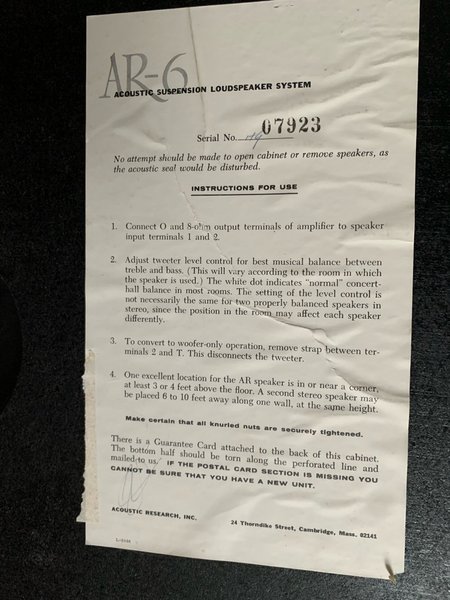 AR-6
ACOUSTIC SUSPENSION LOUDSPEAKER SYSTEM
Serial No. 07923
No attempt should be made to open cabinet or remove speakers, as
the acoustic seal would be disturbed.
INSTRUCTIONS FOR USE
1. Connect O and 8-ohm output terminals of amplifier to speaker
input terminals 1 and 2.
2. Adjust tweeter level control for best musical balance between
treble and bass. (This will vary according to the room in which
the speaker is used.) The white dot indicates "normal" concert-
hall balance in most rooms. The setting of the level control is
not necessarily the same for two properly balanced speakers in
stereo, since the position in the room may affect each speaker
differently.
3. To convert to woofer-only operation, remove strap between ter-
minals 2 and T. This disconnects the tweeter.
4. One excellent location for the AR speaker is in or near a corner,
at least 3 or 4 feet above the floor. A second stereo speaker may
be placed 6 to 10 feet away along one wall, at the same height.
Make certain that all knurled nuts are securely tightened.
There is a Guarantee Card attached to the back of this cabinet.
The bottom half should be torn along the perforated line and
mailed to us. IF THE POSTAL CARD SECTION IS MISSING YOU
CANNOT BE SURE THAT YOU HAVE A NEW UNIT.
ACOUSTIC RESEARCH, INC. 24 Thorndike Street, Cambridge, Mass. 02141